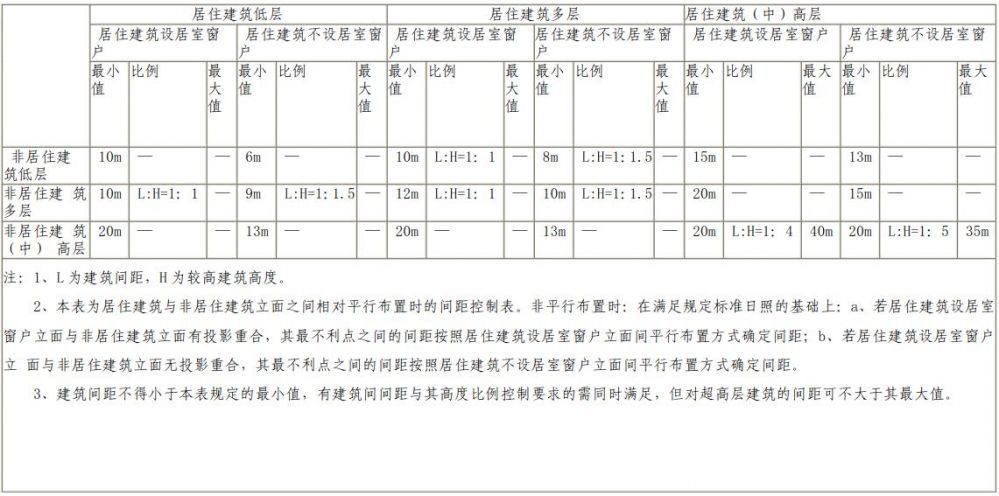 居住建筑低层 居住建筑多层 居住建筑(中)高层
居住建筑设居室窗户 居住建筑不设居室窗户 居住建筑设居室窗户 居住建筑不设居室窗户 居住建筑设居室窗户 居住建筑不设居室窗户
最小值 比例 最大值 最小值 比例 最大值 最小值 比例 最大值 最小值 比例 最大值 最小值 比例 最大值 最小值 比例 最大值
非居住建筑低层 10m — — 6m — — 10m L:H=1: 1 — 8m L:H=1:1.5 — 15m — — 13m — —
非居住建 筑多层 10m L:H=1: 1 — 9m L:H=1:1.5 — 12m L:H=1: 1 — 10m L:H=1:1.5 — 20m — — 15m — —
非居住建 筑(中) 高层 20m — — 13m — — 20m — — 13m — — 20m L:H=1: 4 40m 20m L:H=1: 5 35m
注: 1、L为建筑间距,H为较高建筑高度。
2、本表为居住建筑与非居住建筑立面之间相对平行布置时的间距控制表。非平行布置时:在满足规定标准日照的基础上:a、若居住建筑设居室
窗户立面与非居住建筑立面有投影重合,其最不利点之间的间距按照居住建筑设居室窗户立面间平行布置方式确定间距;b、若居住建筑设居室窗户
立 面与非居住建筑立面无投影重合,其最不利点之间的间距按照居住建筑不设居室窗户立面间平行布置方式确定间距。
3、建筑间距不得小于本表规定的最小值,有建筑间间距与其高度比例控制要求的需同时满足,但对超高层建筑的间距可不大于其最大值。